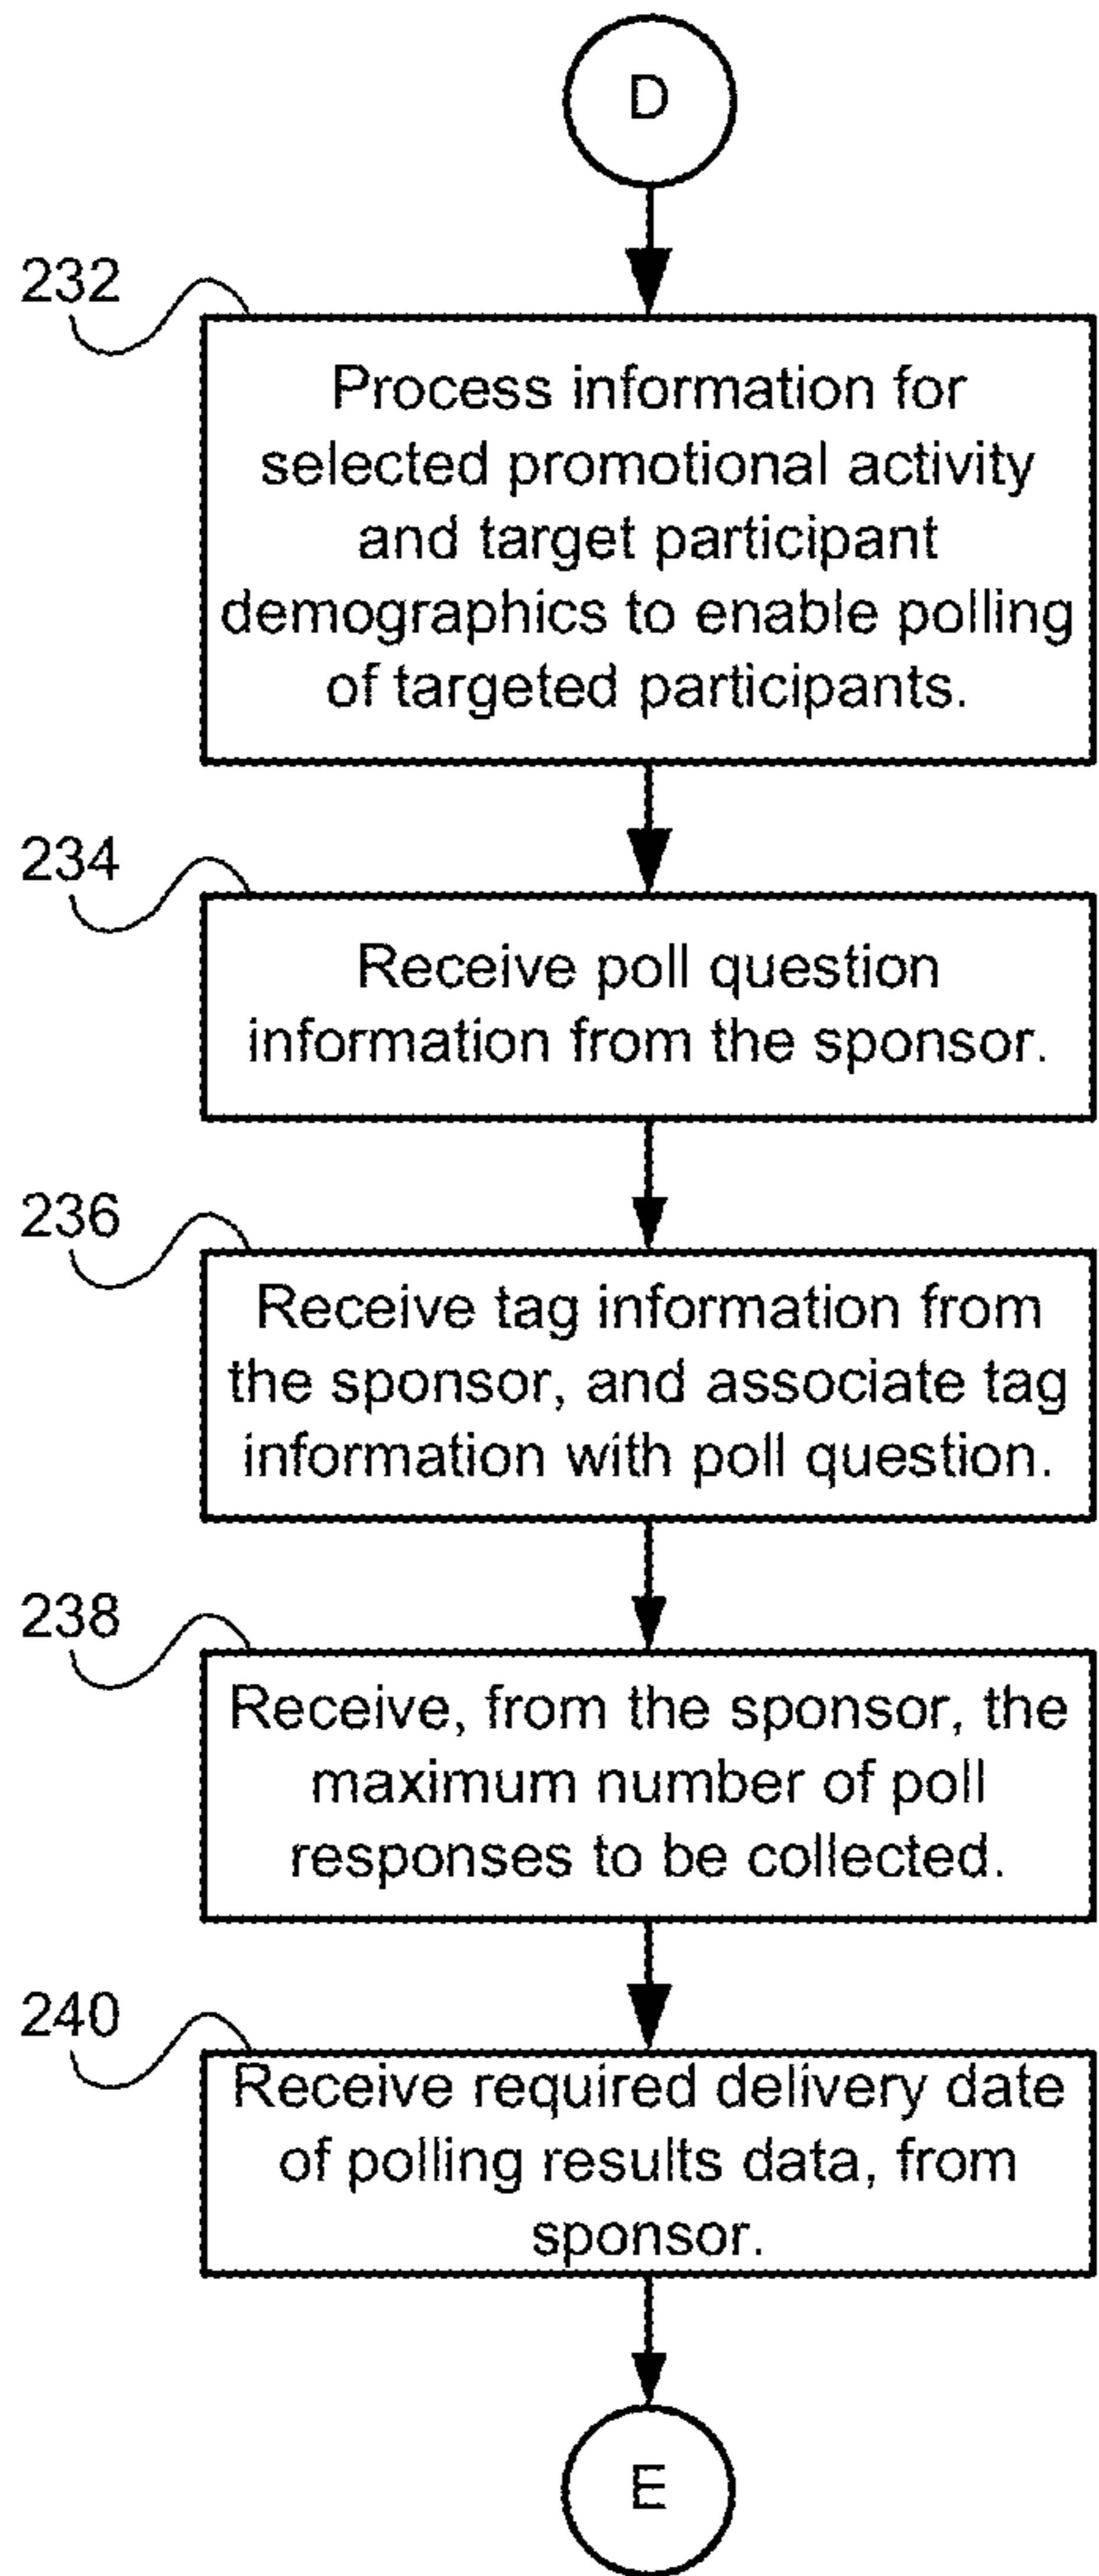 D
232
Process information for
selected promotional activity
and target participant
demographics to enable polling
of targeted participants.
234
Receive poll question
information from the sponsor.
236
Receive tag information from
the sponsor, and associate tag
information with poll question.
238
Receive, from the sponsor, the
maximum number of poll
responses to be collected.
240
Receive required delivery date
of polling results data, from
sponsor.
E